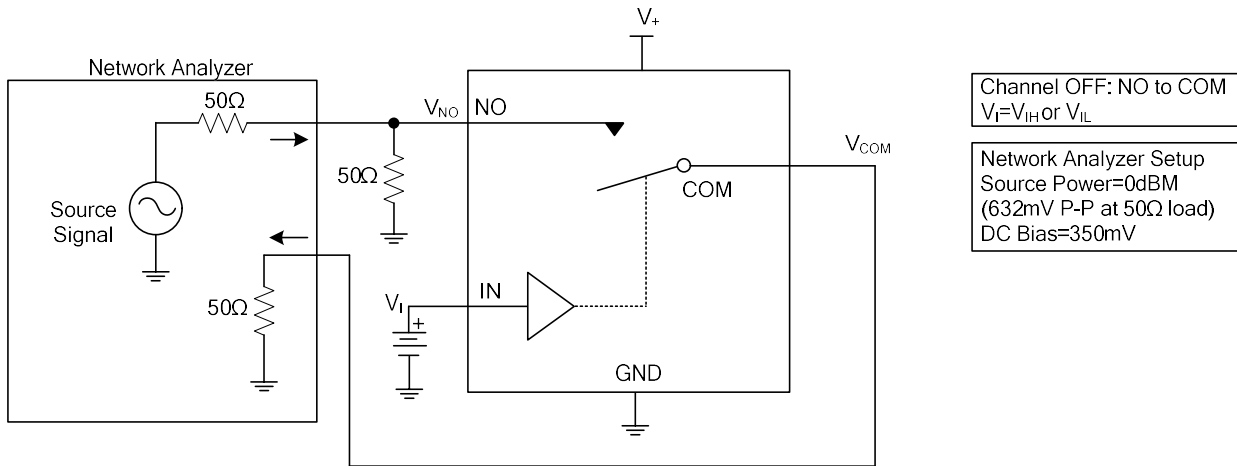 V+
Network Analyzer
50Ω
VNO
NO
50Ω
Source
Signal
50Ω
VI
+
IN
COM
VCOM
GND
Channel OFF: NO to COM
VI=VIH or VIL
Network Analyzer Setup
Source Power=0dBM
(632mV P-P at 50Ω load)
DC Bias=350mV